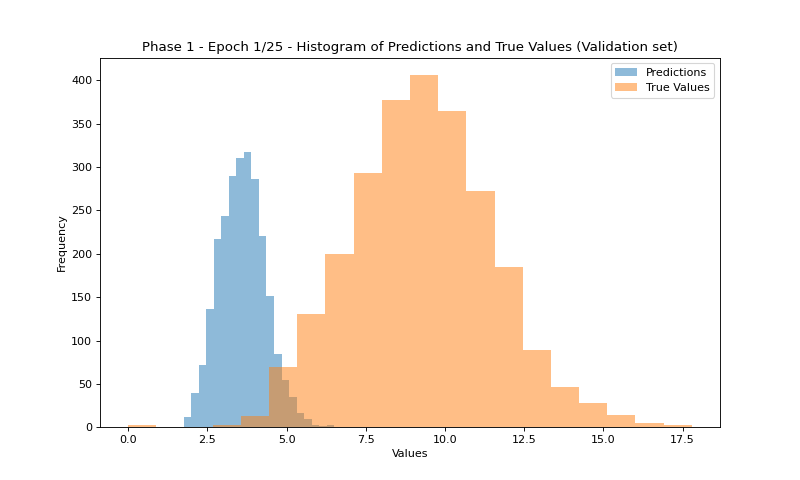 Phase 1 - Epoch 1/25 - Histogram of Predictions and True Values (Validation set)
Predictions
True Values
400
350
300
250
200
150
100
50
0
Frequency
0.0 2.5 5.0 7.5 10.0 12.5 15.0 17.5
Values